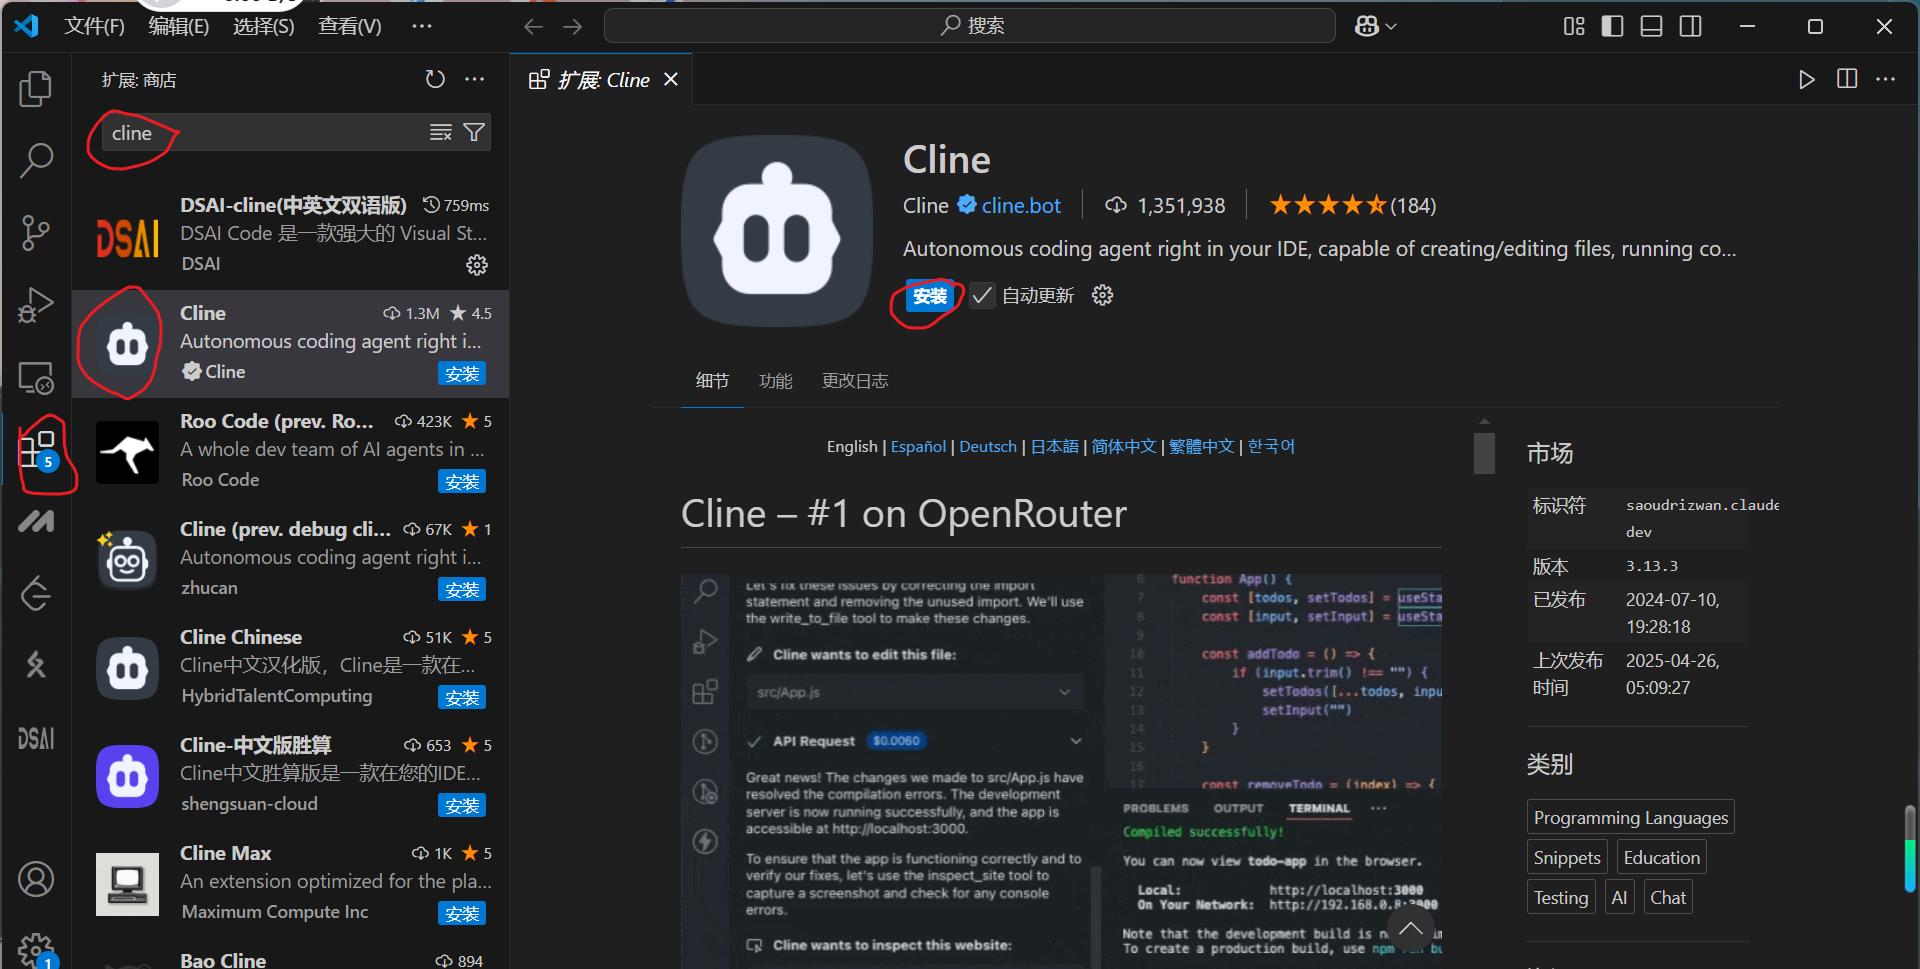 文件(F) 编辑(E) 选择(S) 查看(V) ···
搜索
扩展: 商店
扩展: Cline
cline
DSAI-cline(中英文双语版) 759ms
DSAI Code 是一款强大的 Visual St...
DSAI
Cline 1.3M 4.5
Autonomous coding agent right i...
Cline
安装
Roo Code (prev. Ro... 423K 5
A whole dev team of AI agents in ...
Roo Code
安装
Cline (prev. debug cli... 67K 1
Autonomous coding agent right i...
zhucan
安装
Cline Chinese 51K 5
Cline中文汉化版，Cline是一款在...
HybridTalentComputing
安装
Cline-中文版胜算 653 5
Cline中文胜算版是一款在您的IDE...
shengsuan-cloud
安装
Cline Max 1K 5
An extension optimized for the pla...
Maximum Compute Inc
安装
Bao Cline 894
5
DSAI
1
DSAI
Cline
Cline cline.bot 1,351,938 (184)
Autonomous coding agent right in your IDE, capable of creating/editing files, running co...
安装 自动更新
细节 功能 更改日志
English | Español | Deutsch | 日本語 | 简体中文 | 繁體中文 | 한국어
Cline – #1 on OpenRouter
Let's fix these issues by correcting the import
statement and removing the unused import. We'll use
the write_to_file tool to make these changes.
Cline wants to edit this file:
src/App.js
API Request $0.0060
Great news! The changes we made to src/App.js have
resolved the compilation errors. The development
server is now running successfully, and the app is
accessible at http://localhost:3000.
To ensure that the app is functioning correctly and to
verify our fixes, let's use the inspect_site tool to
capture a screenshot and check for any console
errors.
Cline wants to inspect this website:
6 function App() {
7 const [todos, setTodos] = useSta
8 const [input, setInput] = useSta
9
10 const addTodo = () => {
11 if (input.trim() !== "") {
12 setTodos([...todos, inpu
13 setInput("")
14 }
15 }
16
17 const removeTodo = (index) => {
PROBLEMS OUTPUT TERMINAL ···
Compiled successfully!
You can now view todo-app in the browser.
Local: http://localhost:3000
On Your Network: http://192.168.0.8:3000
Note that the development build is n
To create a production build, use npm
市场
标识符 saoudrizwan.claude
dev
版本 3.13.3
已发布 2024-07-10,
19:28:18
上次发布 2025-04-26,
时间 05:09:27
类别
Programming Languages
Snippets Education
Testing AI Chat